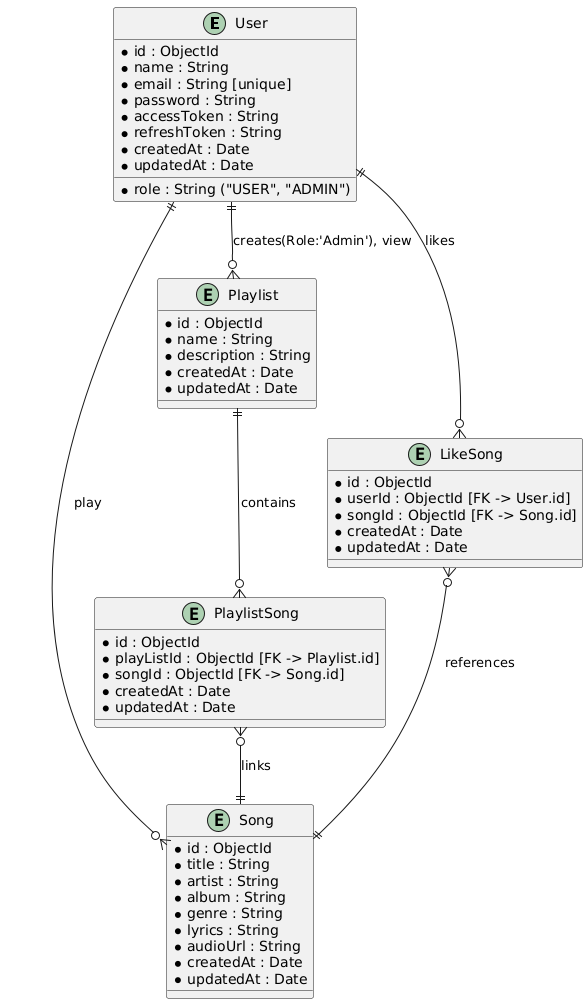 E User
id : ObjectId
name : String
email : String [unique]
password : String
accessToken : String
refreshToken : String
createdAt : Date
updatedAt : Date
role : String ("USER", "ADMIN")
creates(Role:'Admin'), view
likes
E Playlist
id : ObjectId
name : String
description : String
createdAt : Date
updatedAt : Date
E LikeSong
id : ObjectId
userId : ObjectId [FK -> User.id]
songId : ObjectId [FK -> Song.id]
createdAt : Date
updatedAt : Date
play
contains
E PlaylistSong
id : ObjectId
playListId : ObjectId [FK -> Playlist.id]
songId : ObjectId [FK -> Song.id]
createdAt : Date
updatedAt : Date
references
links
E Song
id : ObjectId
title : String
artist : String
album : String
genre : String
lyrics : String
audioUrl : String
createdAt : Date
updatedAt : Date